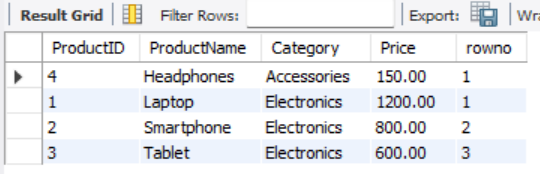 Result Grid Filter Rows: Export:
ProductID ProductName Category Price rowno
4 Headphones Accessories 150.00 1
1 Laptop Electronics 1200.00 1
2 Smartphone Electronics 800.00 2
3 Tablet Electronics 600.00 3